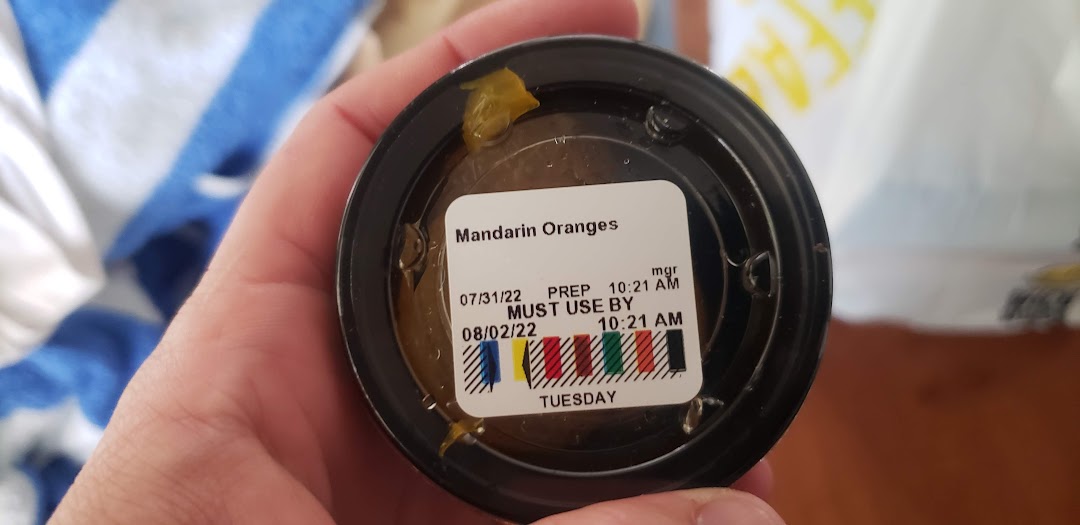 Mandarin Oranges
mgr
07/31/22 PREP 10:21 AM
MUST USE BY
08/02/22 10:21 AM
TUESDAY